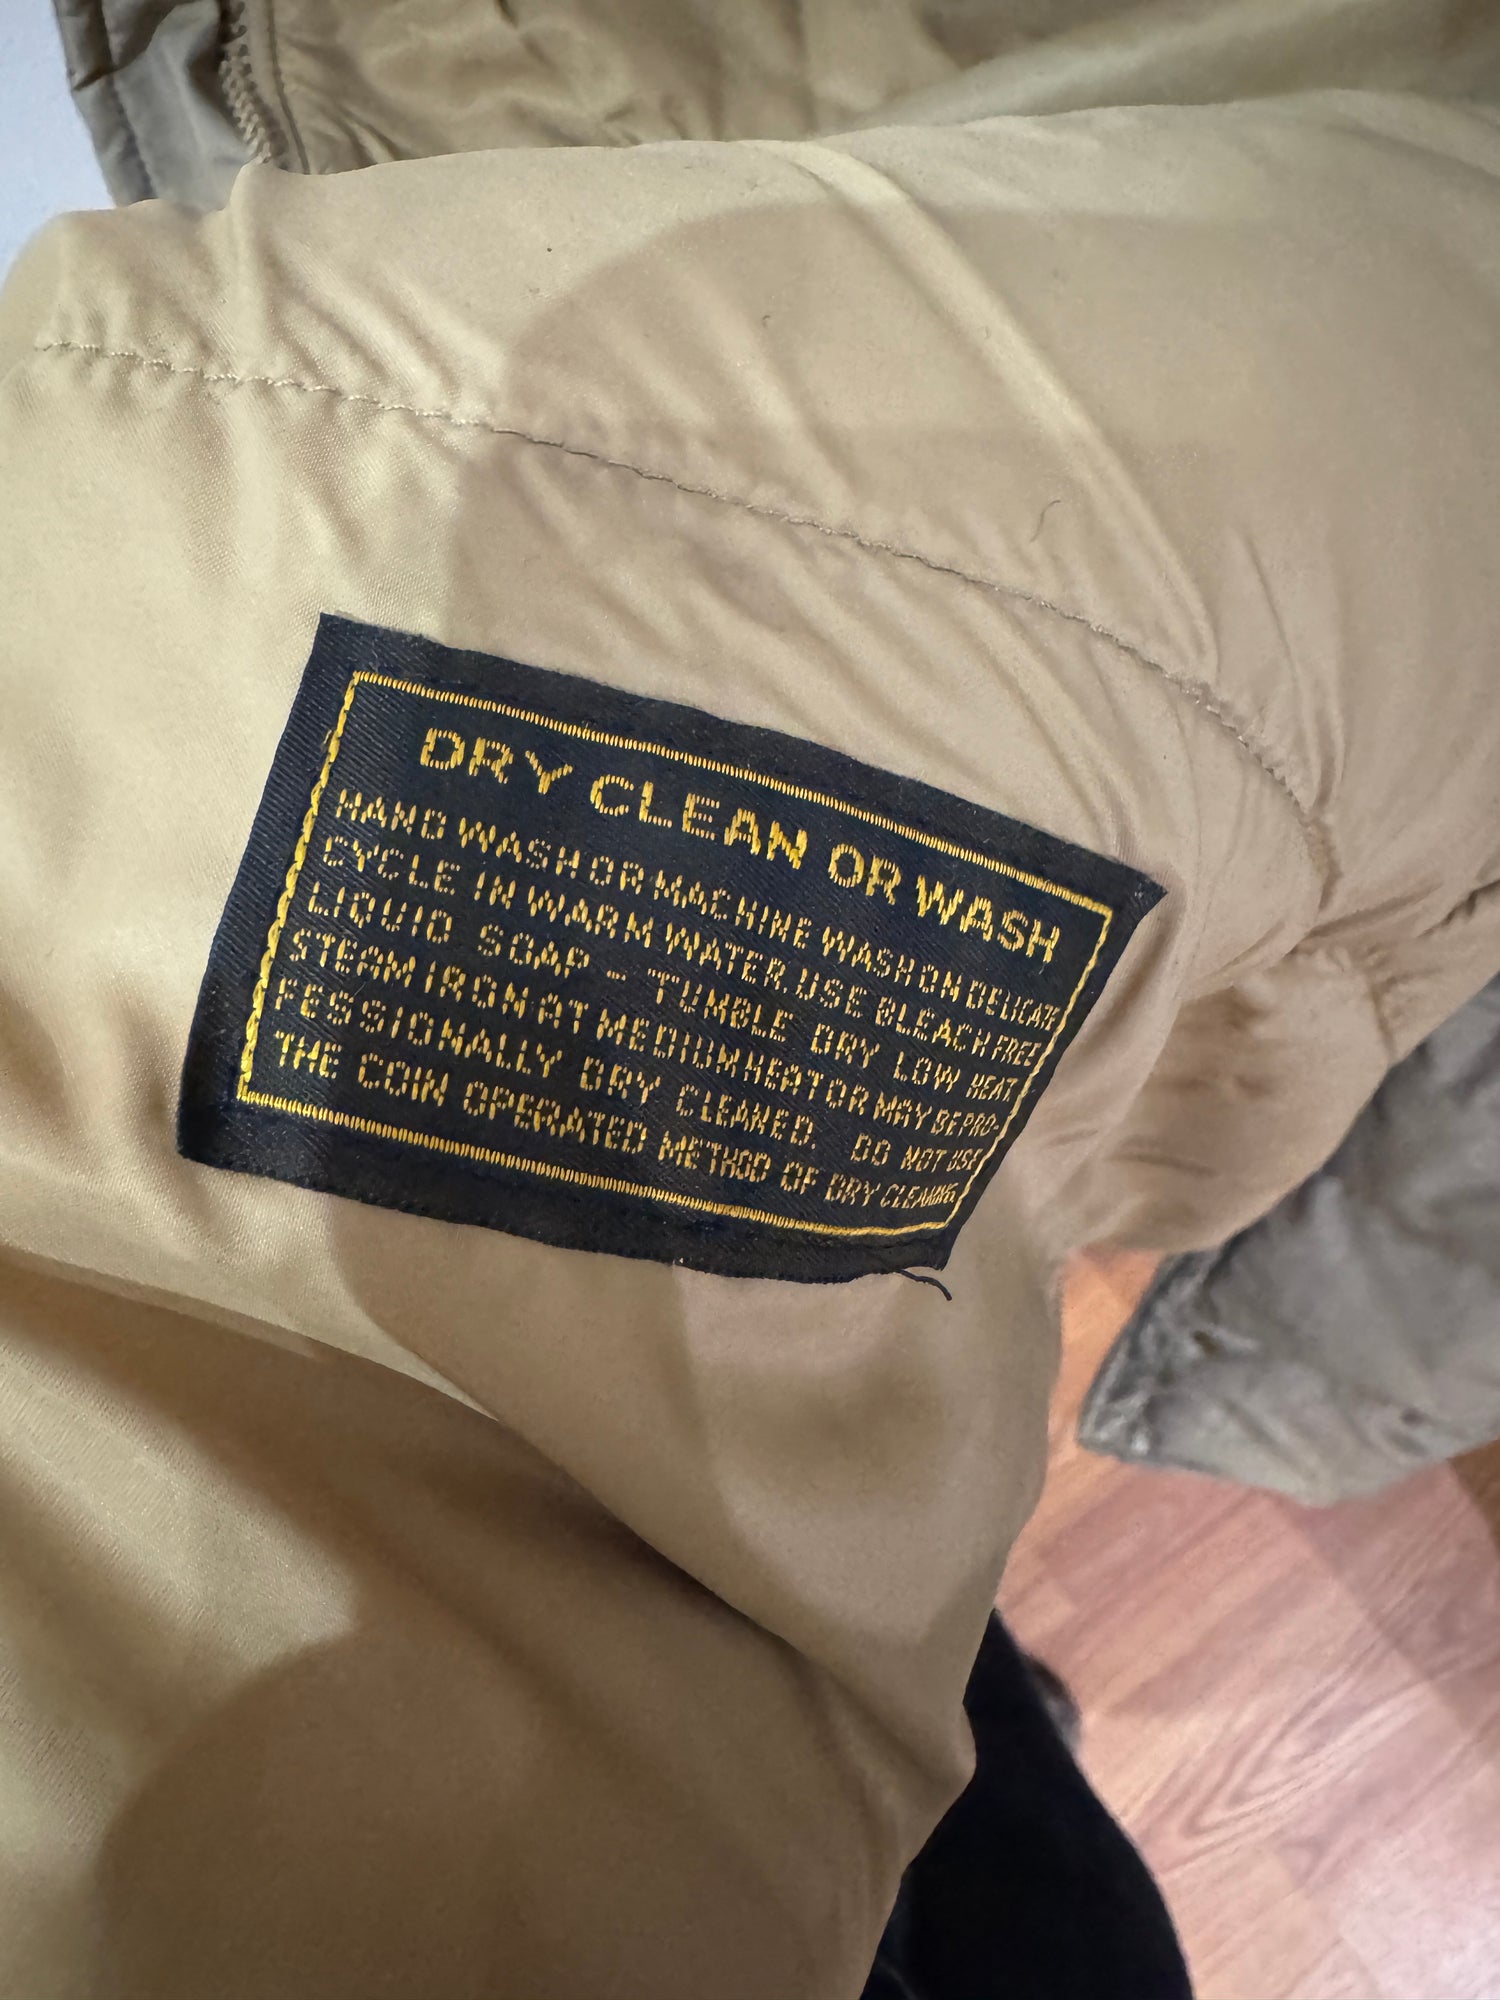 DRY CLEAN OR WASH
HAND WASH OR MACHINE WASH ON DELICATE
CYCLE IN WARM WATER. USE BLEACH FREE
LIQUID SOAP - TUMBLE DRY LOW HEAT.
STEAM IRON AT MEDIUM HEAT OR MAY BE PRO-
FESSIONALLY DRY CLEANED. DO NOT USE
THE COIN OPERATED METHOD OF DRY CLEANING.